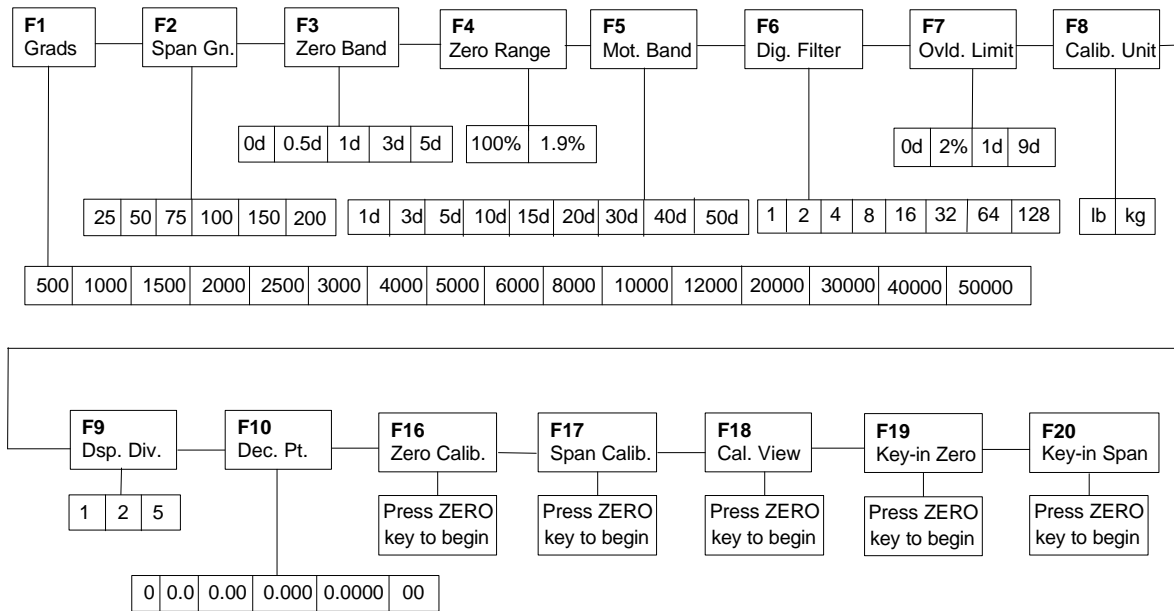 F1
Grads
F2
Span Gn.
F3
Zero Band
F4
Zero Range
F5
Mot. Band
F6
Dig. Filter
F7
Ovld. Limit
F8
Calib. Unit
0d 0.5d 1d 3d 5d
100% 1.9%
0d 2% 1d 9d
25 50 75 100 150 200
1d 3d 5d 10d 15d 20d 30d 40d 50d
1 2 4 8 16 32 64 128
lb kg
500 1000 1500 2000 2500 3000 4000 5000 6000 8000 10000 12000 20000 30000 40000 50000
F9
Dsp. Div.
F10
Dec. Pt.
F16
Zero Calib.
F17
Span Calib.
F18
Cal. View
F19
Key-in Zero
F20
Key-in Span
1 2 5
Press ZERO
key to begin
Press ZERO
key to begin
Press ZERO
key to begin
Press ZERO
key to begin
Press ZERO
key to begin
0 0.0 0.00 0.000 0.0000 00